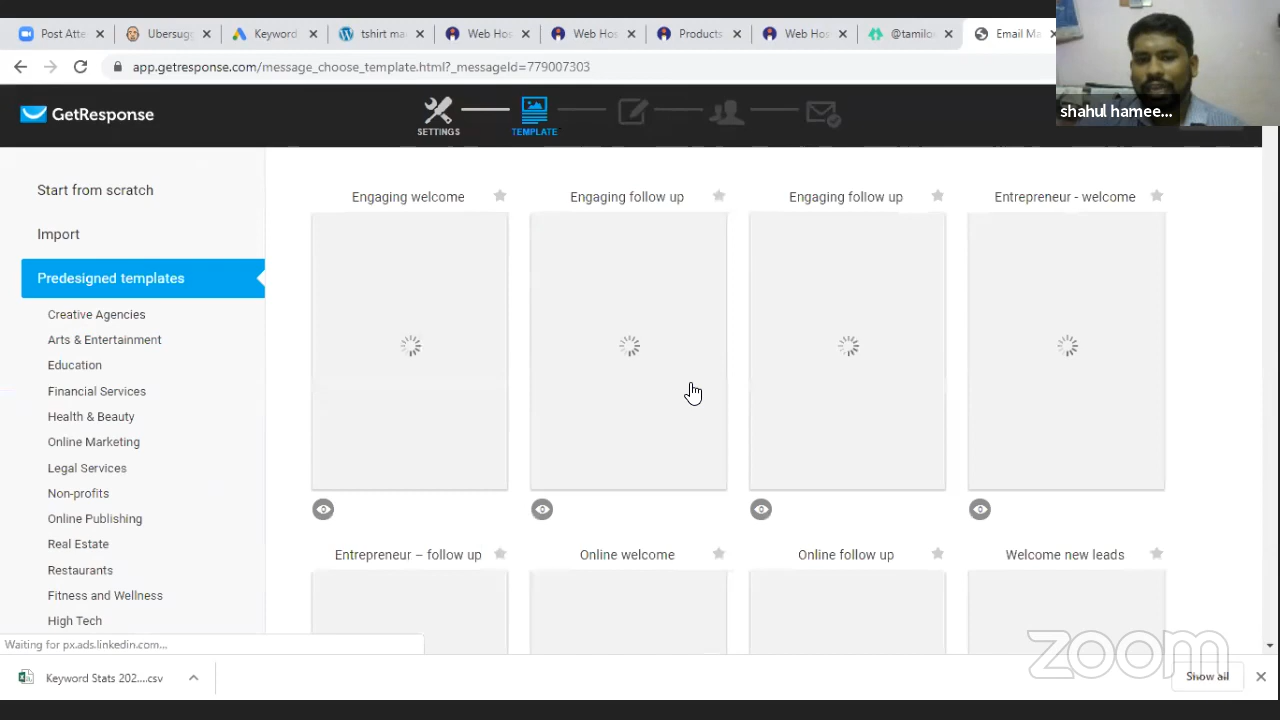 Post Atte
Ubersugg
Keyword
tshirt ma
Web Hos
Web Hos
Products
Web Hos
@tamilo
Email Ma
app.getresponse.com/message_choose_template.html?_messageId=779007303
shahul hamee...
GetResponse
SETTINGS
TEMPLATE
Start from scratch
Import
Predesigned templates
Creative Agencies
Arts & Entertainment
Education
Financial Services
Health & Beauty
Online Marketing
Legal Services
Non-profits
Online Publishing
Real Estate
Restaurants
Fitness and Wellness
High Tech
Engaging welcome
Engaging follow up
Engaging follow up
Entrepreneur - welcome
Entrepreneur – follow up
Online welcome
Online follow up
Welcome new leads
Waiting for px.ads.linkedin.com...
zoom
Keyword Stats 202....csv
Show all